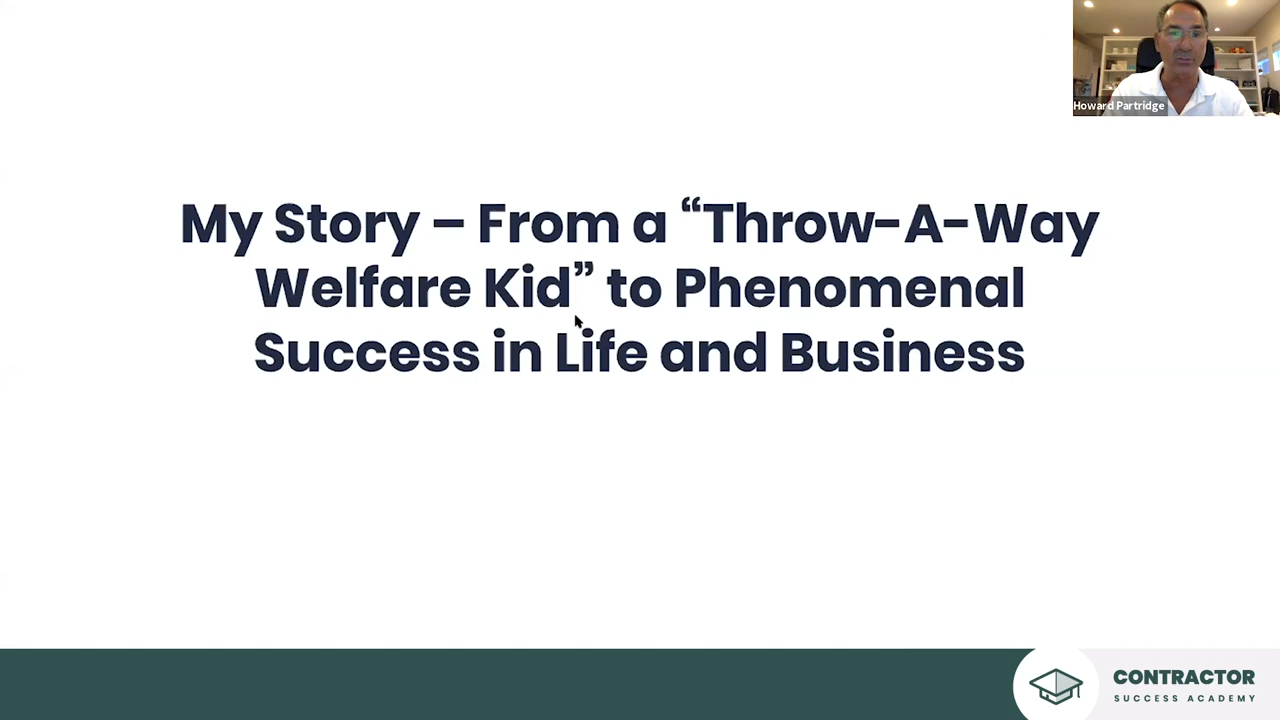 Howard Partridge
My Story – From a “Throw-A-Way
Welfare Kid” to Phenomenal
Success in Life and Business
CONTRACTOR
SUCCESS ACADEMY